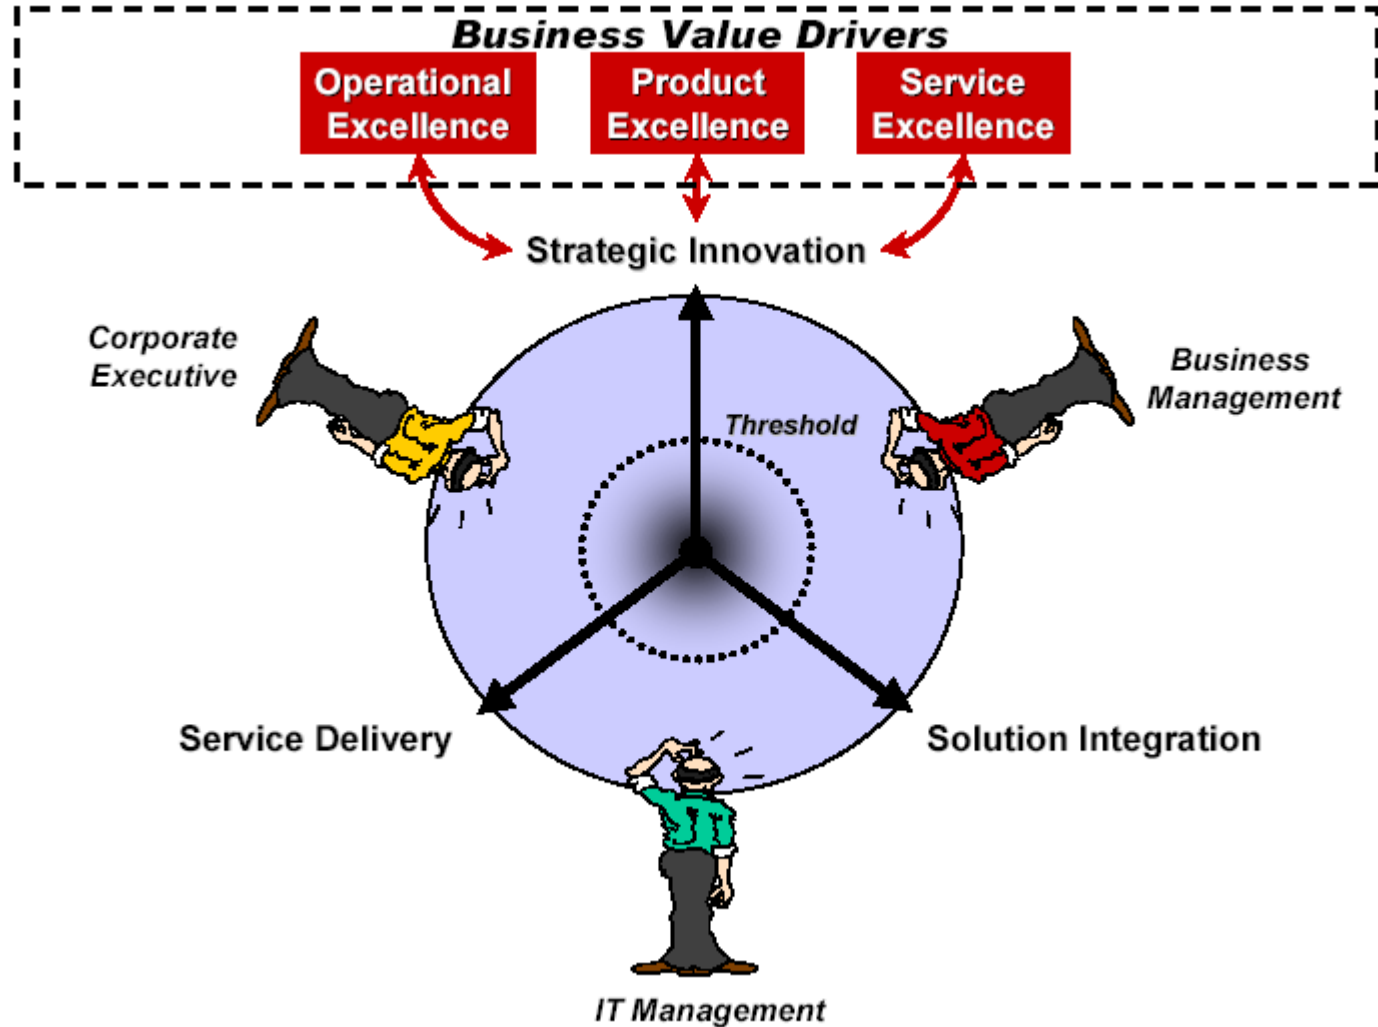 Business Value Drivers
Operational
Excellence
Product
Excellence
Service
Excellence
Strategic Innovation
Corporate
Executive
Business
Management
Threshold
Service Delivery
Solution Integration
IT Management